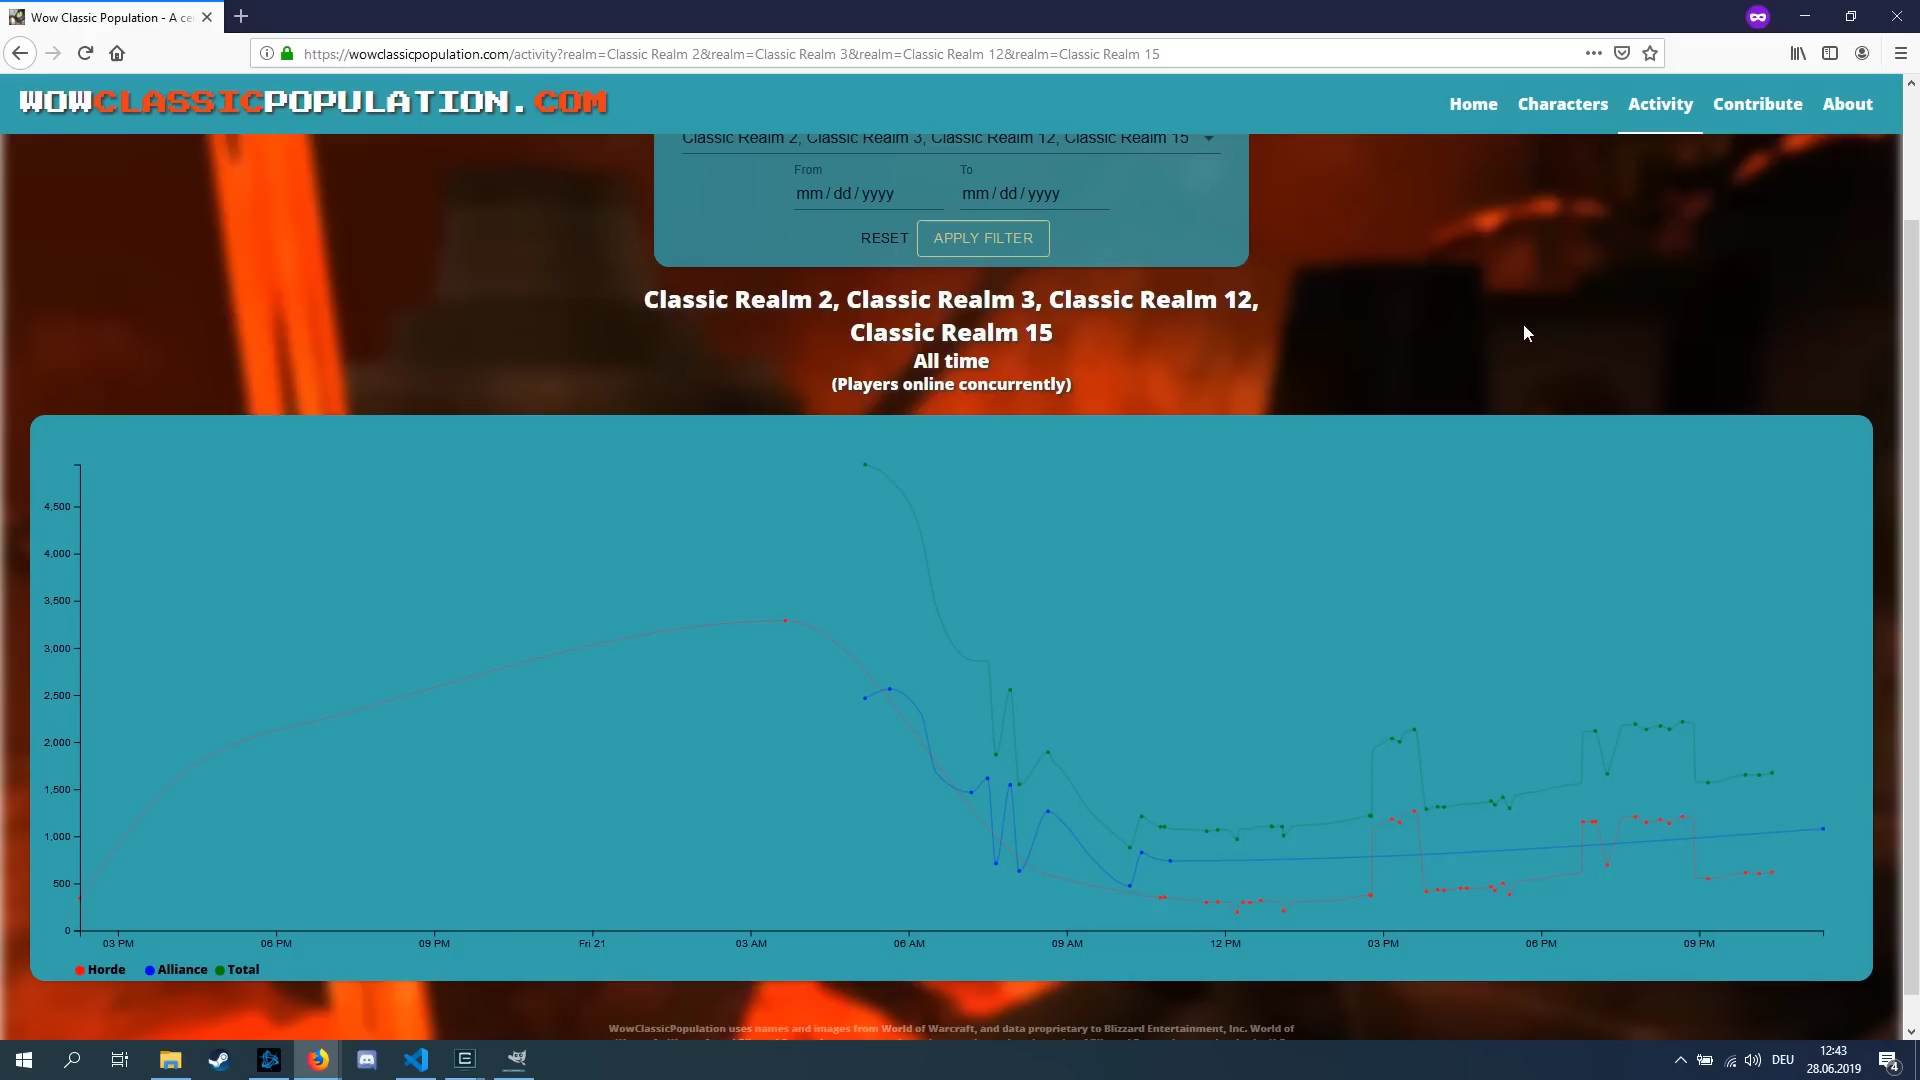 Wow Classic Population - A ce
https://wowclassicpopulation.com/activity?realm=Classic Realm 2&realm=Classic Realm 3&realm=Classic Realm 12&realm=Classic Realm 15
WOWCLASSICPOPULATION.COM
Home Characters Activity Contribute About
Classic Realm 2, Classic Realm 3, Classic Realm 12, Classic Realm 15
From To
mm / dd / yyyy mm / dd / yyyy
RESET APPLY FILTER
Classic Realm 2, Classic Realm 3, Classic Realm 12,
Classic Realm 15
All time
(Players online concurrently)
4,500
4,000
3,500
3,000
2,500
2,000
1,500
1,000
500
0
03 PM 06 PM 09 PM Fri 21 03 AM 06 AM 09 AM 12 PM 03 PM 06 PM 09 PM
Horde Alliance Total
WowClassicPopulation uses names and images from World of Warcraft, and data proprietary to Blizzard Entertainment, Inc. World of
DEU 12:43
28.06.2019
4